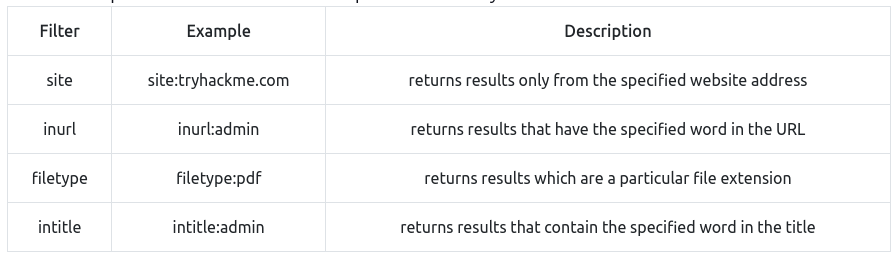 Filter Example Description
site site:tryhackme.com returns results only from the specified website address
inurl inurl:admin returns results that have the specified word in the URL
filetype filetype:pdf returns results which are a particular file extension
intitle intitle:admin returns results that contain the specified word in the title